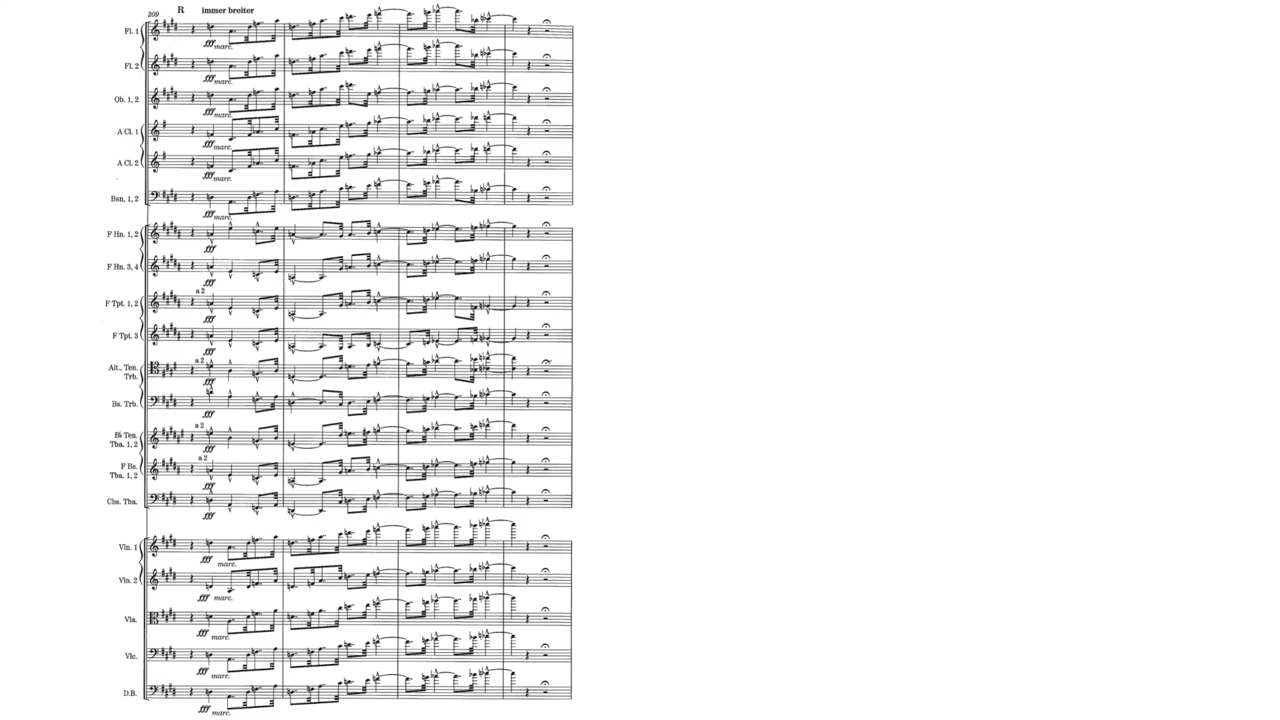 209 R immer breiter
Fl. 1
fff marc.
Fl. 2
fff marc.
Ob. 1, 2
fff marc.
A Cl. 1
fff marc.
A Cl. 2
fff marc.
Bsn, 1, 2
fff marc.
F Hn. 1, 2
fff
F Hn. 3, 4
fff
a 2
F Tpt. 1, 2
fff
F Tpt. 3
fff
a 2
Alt., Ten.
Trb.
fff
Bs. Trb.
fff
a 2
B♭ Ten.
Tba. 1, 2
fff
a 2
F Bs.
Tba. 1, 2
fff
Cbs. Tba.
fff
Vln. 1
fff marc.
Vln. 2
fff marc.
Vla.
fff marc.
Vlc.
fff marc.
D.B.
fff marc.